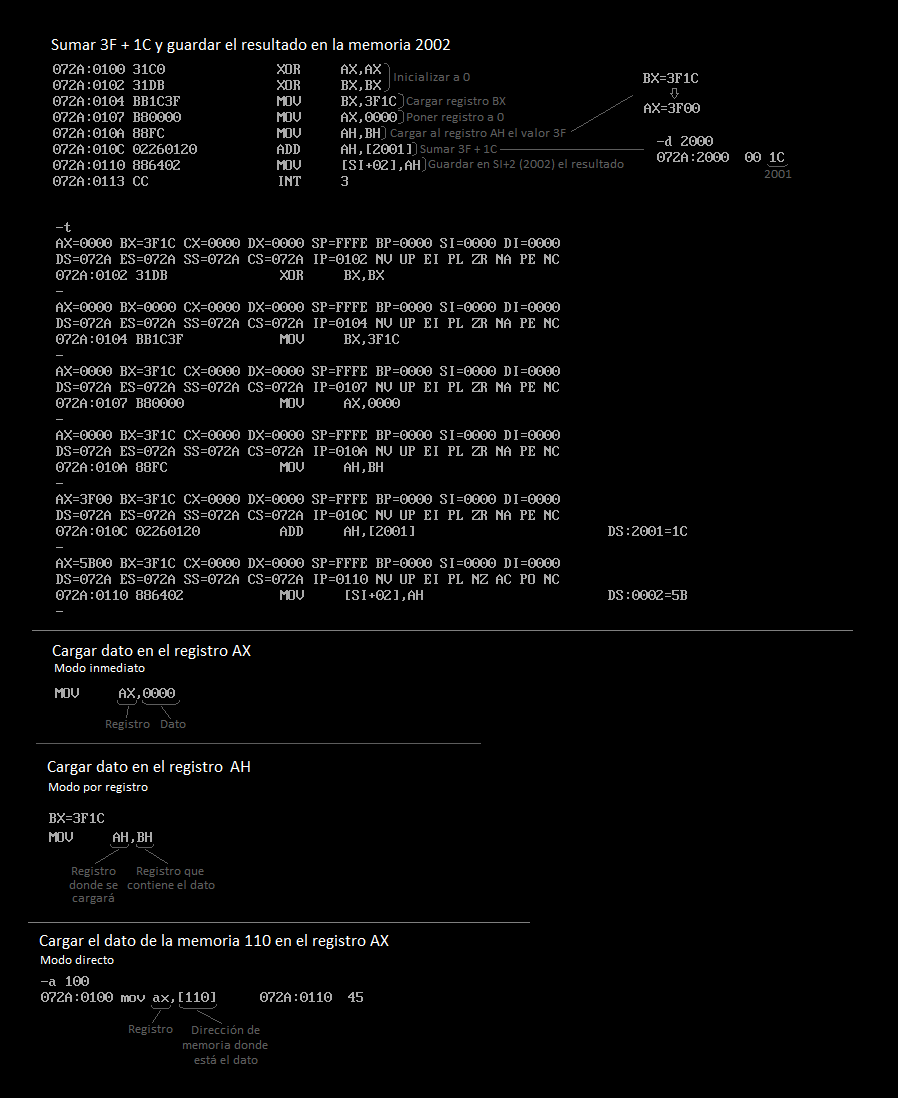 Sumar 3F + 1C y guardar el resultado en la memoria 2002
072A:0100 31C0 XOR AX,AX
Inicializar a 0
072A:0102 31DB XOR BX,BX
072A:0104 BB1C3F MOV BX,3F1C Cargar registro BX
072A:0107 B80000 MOV AX,0000 Poner registro a 0
072A:010A 88FC MOV AH,BH Cargar al registro AH el valor 3F
072A:010C 02260120 ADD AH,[2001] Sumar 3F + 1C
072A:0110 886402 MOV [SI+02],AH Guardar en SI+2 (2002) el resultado
072A:0113 CC INT 3
BX=3F1C
AX=3F00
-d 2000
072A:2000 00 1C
2001
-t
AX=0000 BX=3F1C CX=0000 DX=0000 SP=FFFE BP=0000 SI=0000 DI=0000
DS=072A ES=072A SS=072A CS=072A IP=0102 NV UP EI PL ZR NA PE NC
072A:0102 31DB XOR BX,BX
-
AX=0000 BX=0000 CX=0000 DX=0000 SP=FFFE BP=0000 SI=0000 DI=0000
DS=072A ES=072A SS=072A CS=072A IP=0104 NV UP EI PL ZR NA PE NC
072A:0104 BB1C3F MOV BX,3F1C
-
AX=0000 BX=3F1C CX=0000 DX=0000 SP=FFFE BP=0000 SI=0000 DI=0000
DS=072A ES=072A SS=072A CS=072A IP=0107 NV UP EI PL ZR NA PE NC
072A:0107 B80000 MOV AX,0000
-
AX=0000 BX=3F1C CX=0000 DX=0000 SP=FFFE BP=0000 SI=0000 DI=0000
DS=072A ES=072A SS=072A CS=072A IP=010A NV UP EI PL ZR NA PE NC
072A:010A 88FC MOV AH,BH
-
AX=3F00 BX=3F1C CX=0000 DX=0000 SP=FFFE BP=0000 SI=0000 DI=0000
DS=072A ES=072A SS=072A CS=072A IP=010C NV UP EI PL ZR NA PE NC
072A:010C 02260120 ADD AH,[2001] DS:2001=1C
-
AX=5B00 BX=3F1C CX=0000 DX=0000 SP=FFFE BP=0000 SI=0000 DI=0000
DS=072A ES=072A SS=072A CS=072A IP=0110 NV UP EI PL NZ AC PO NC
072A:0110 886402 MOV [SI+02],AH DS:0002=5B
-
Cargar dato en el registro AX
Modo inmediato
MOV AX,0000
Registro Dato
Cargar dato en el registro AH
Modo por registro
BX=3F1C
MOV AH,BH
Registro donde se cargará
Registro que contiene el dato
Cargar el dato de la memoria 110 en el registro AX
Modo directo
-a 100
072A:0100 mov ax,[110] 072A:0110 45
Registro
Dirección de memoria donde está el dato